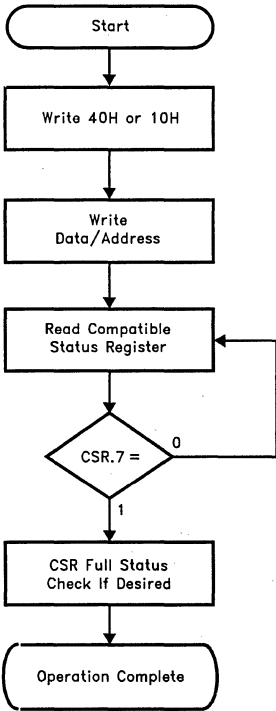 Start
Write 40H or 10H
Write
Data/Address
Read Compatible
Status Register
CSR.7 =
0
1
CSR Full Status
Check If Desired
Operation Complete